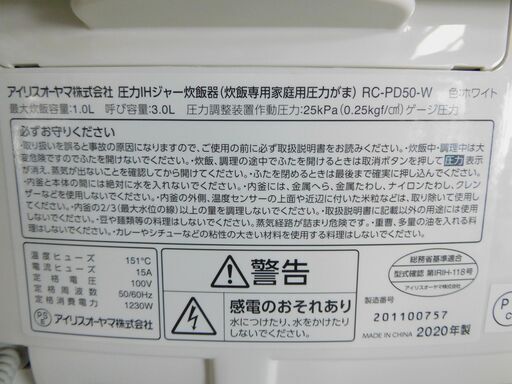 アイリスオーヤマ株式会社 圧力IHジャー炊飯器(炊飯専用家庭用圧力がま) RC-PD50-W 色:ホワイト
最大炊飯容量:1.0L 呼び容量:3.0L 圧力調整装置作動圧力:25kPa(0.25kgf/c㎡)ゲージ圧力
必ずお守りください
・取り扱いを誤ると事故の原因になりますので、ご使用の前に必ず取扱説明書をお読みください。・炊飯中・調理中は大
変危険ですのでふたを開けないでください。・炊飯、調理の途中でふたを開けるときは取消ボタンを押して圧力表示
が消え、蒸気が出ないことを確認してから開けてください。・ふたを閉めるときは最後まで確実に押し込んでください。
・内釜と本体の間には絶対に水を入れないでください。・内釜には、金属へら、金属たわし、ナイロンたわし、クレン
ザーなどは使用しないでください。・内釜の外側、温度センサーの上面や近辺に付いた米粒などは、取り除いて使用し
てください。・内釜の2/3(最大水位の線)以上の量を調理しないでください。・取扱説明書に記載以外の用途には使用
しないでください。・豆や麺類等の料理はしないでください。蒸気経路が詰まり危険です。・重曹、多量の油を入れる料
理はしないでください。・カレーやシチューなどの粘性の大きい材料を使用する料理はしないでください。
温度ヒューズ 151℃
電流ヒューズ 15A
定格電圧 100V
定格周波数 50/60Hz
定格消費電力 1230W
PSE アイリスオーヤマ株式会社
警告
感電のおそれあり
水につけたり、水をかけたり
しないでください。
総務省基準適合
型式確認 第IRIH-118号
アイリスオーヤマ株式会社
製造番号
201100757
MADE IN CHINA 2020年製